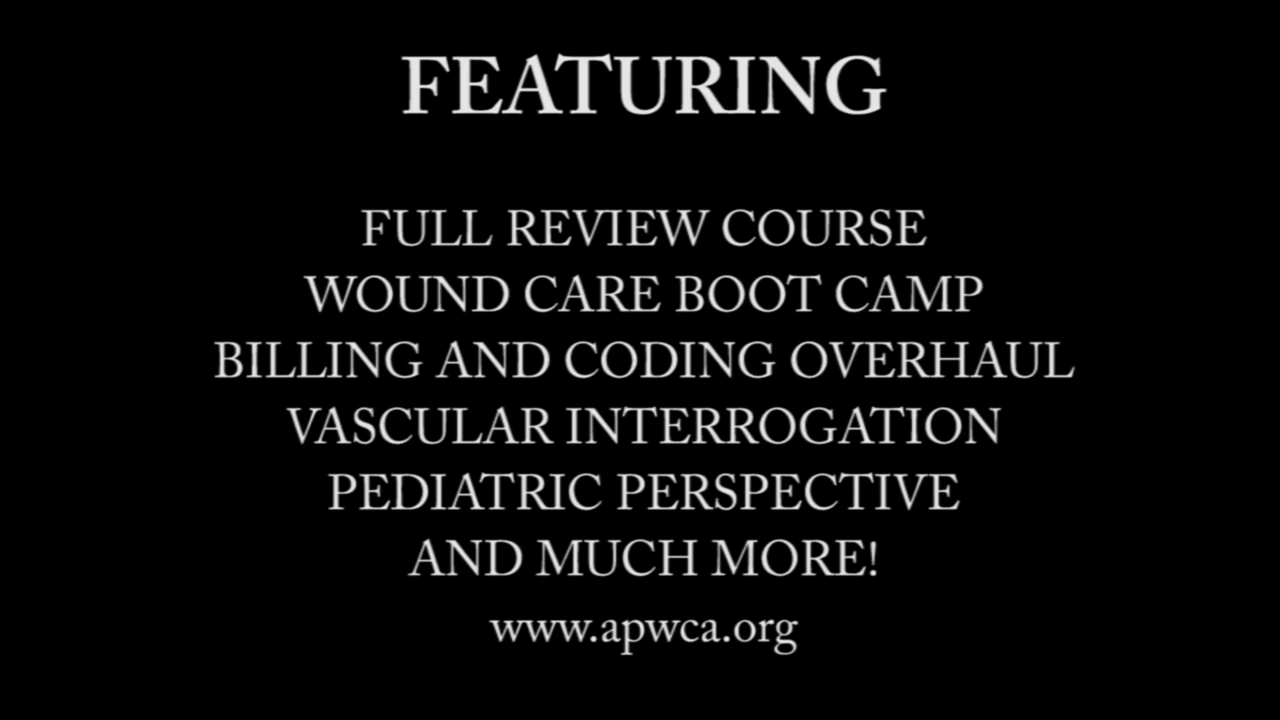 FEATURING
FULL REVIEW COURSE
WOUND CARE BOOT CAMP
BILLING AND CODING OVERHAUL
VASCULAR INTERROGATION
PEDIATRIC PERSPECTIVE
AND MUCH MORE!
www.apwca.org